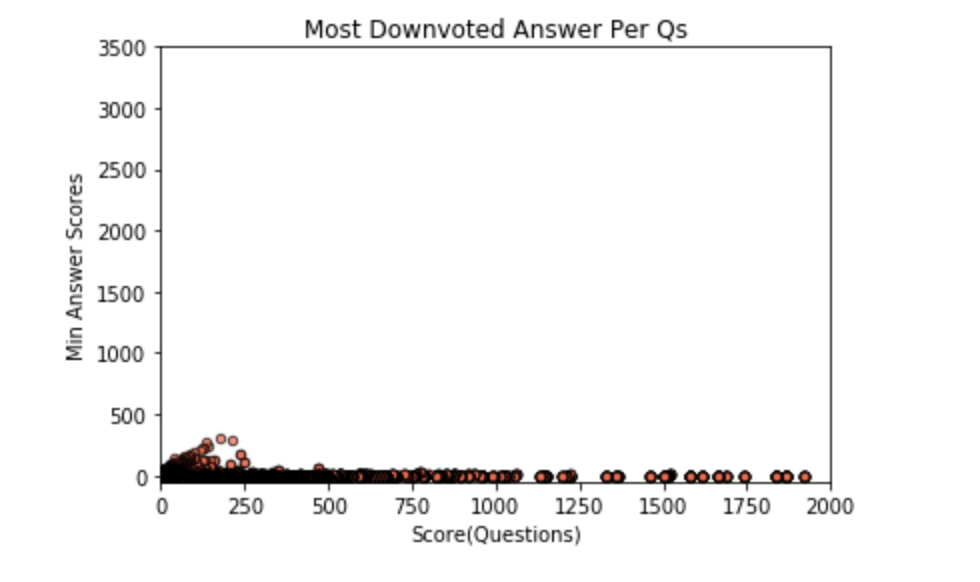 Most Downvoted Answer Per Qs
3500
3000
2500
2000
1500
1000
500
0
Min Answer Scores
0 250 500 750 1000 1250 1500 1750 2000
Score(Questions)